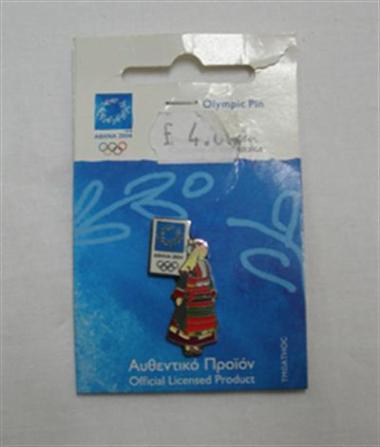 Olympic Pin
ΑΘΗΝΑ 2004
£ 4.00
ΑΘΗΝΑ 2004
Αυθεντικό Προϊόν
Official Licensed Product